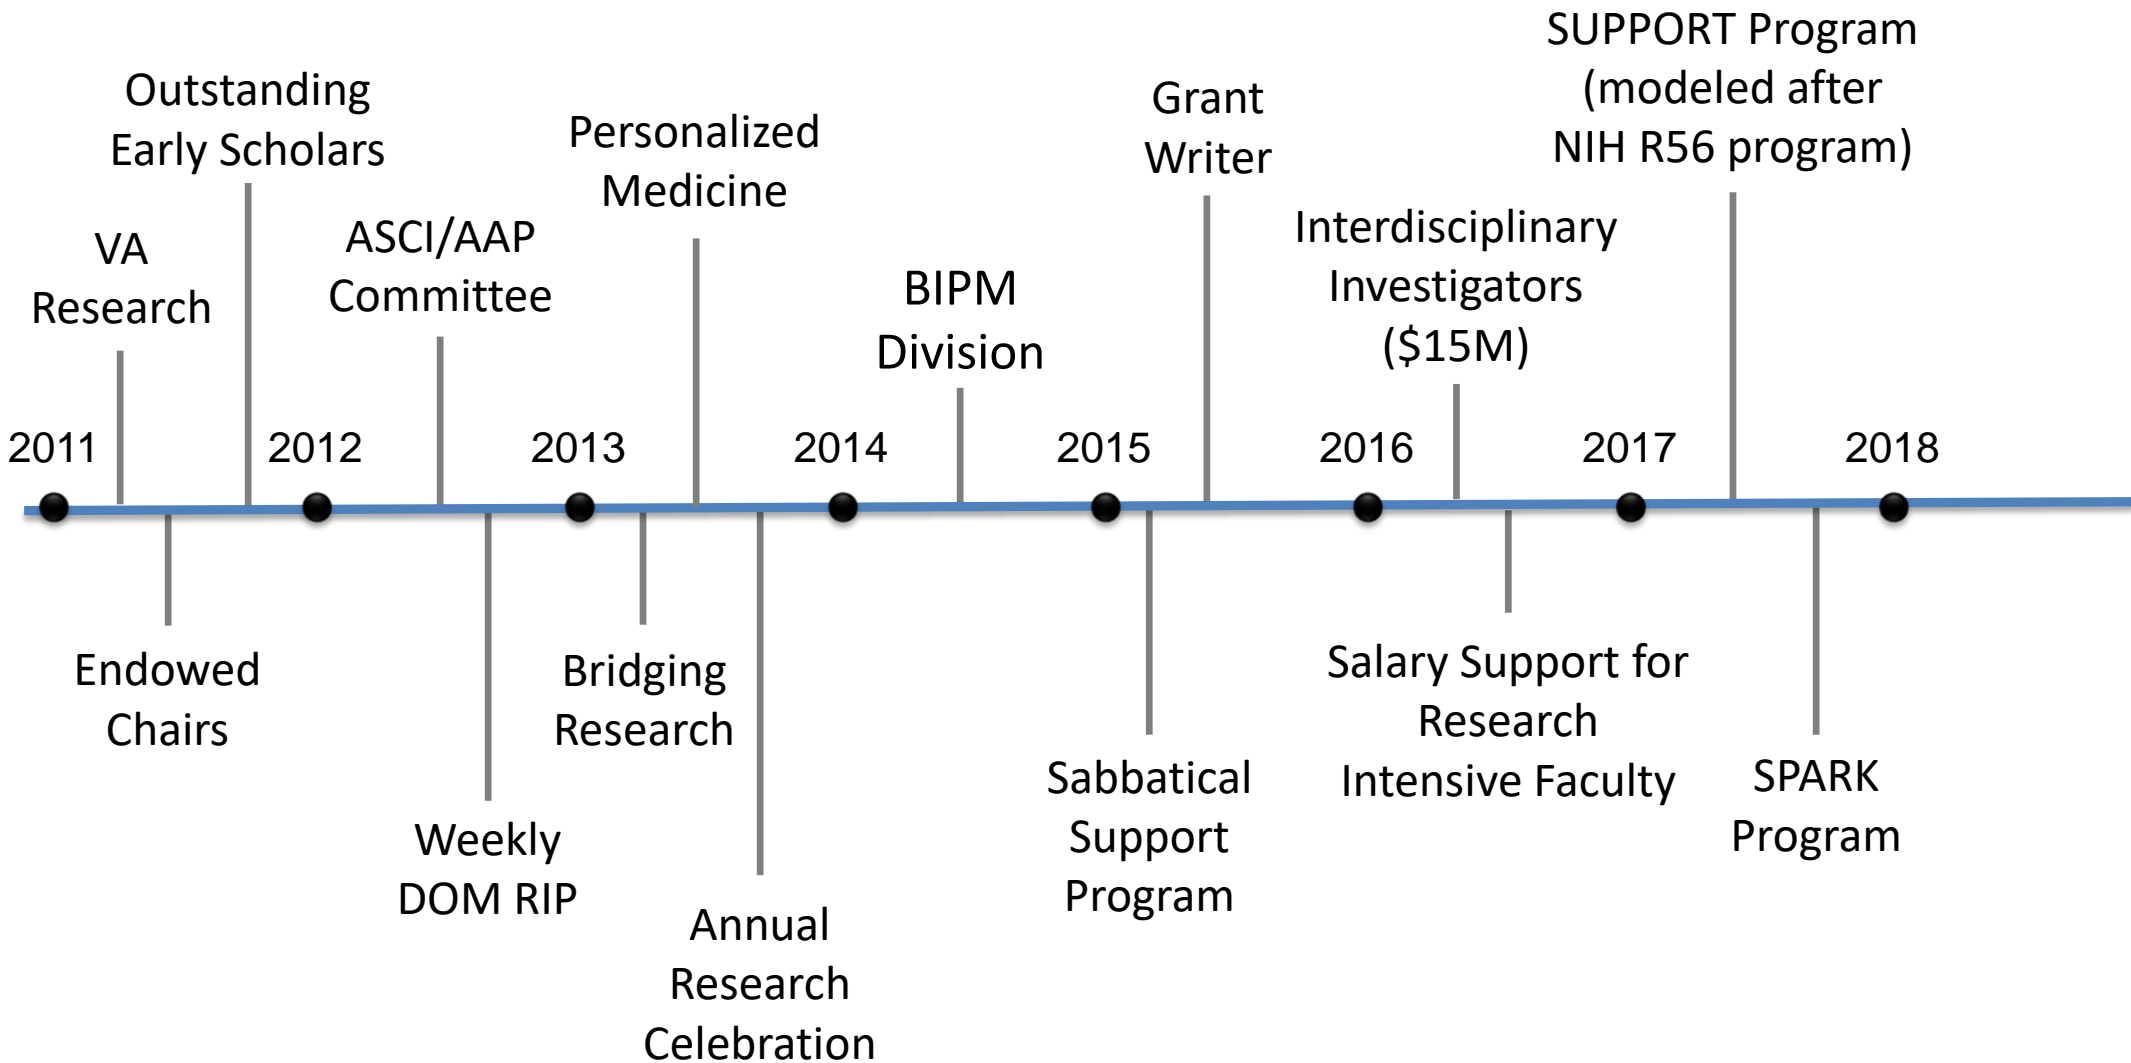 Outstanding
Early Scholars
VA
Research
ASCI/AAP
Committee
Personalized
Medicine
BIPM
Division
Grant
Writer
Interdisciplinary
Investigators
($15M)
SUPPORT Program
(modeled after
NIH R56 program)
2011
2012
2013
2014
2015
2016
2017
2018
Endowed
Chairs
Weekly
DOM RIP
Bridging
Research
Annual
Research
Celebration
Sabbatical
Support
Program
Salary Support for
Research
Intensive Faculty
SPARK
Program